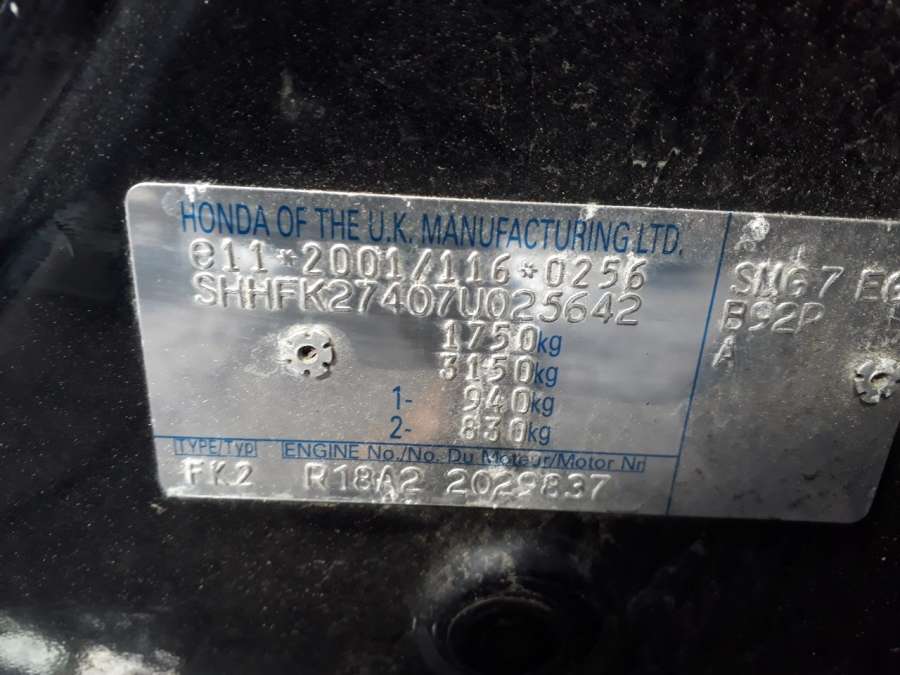 HONDA OF THE U.K. MANUFACTURING LTD.
e11*2001/116*0256
SHHFK27407U025642
1750kg
3150kg
1- 940kg
2- 830kg
TYPE/TYP ENGINE No./No. Du Moteur/Motor Nr
FK2 R18A2 2029837
SMG7
B92P
A